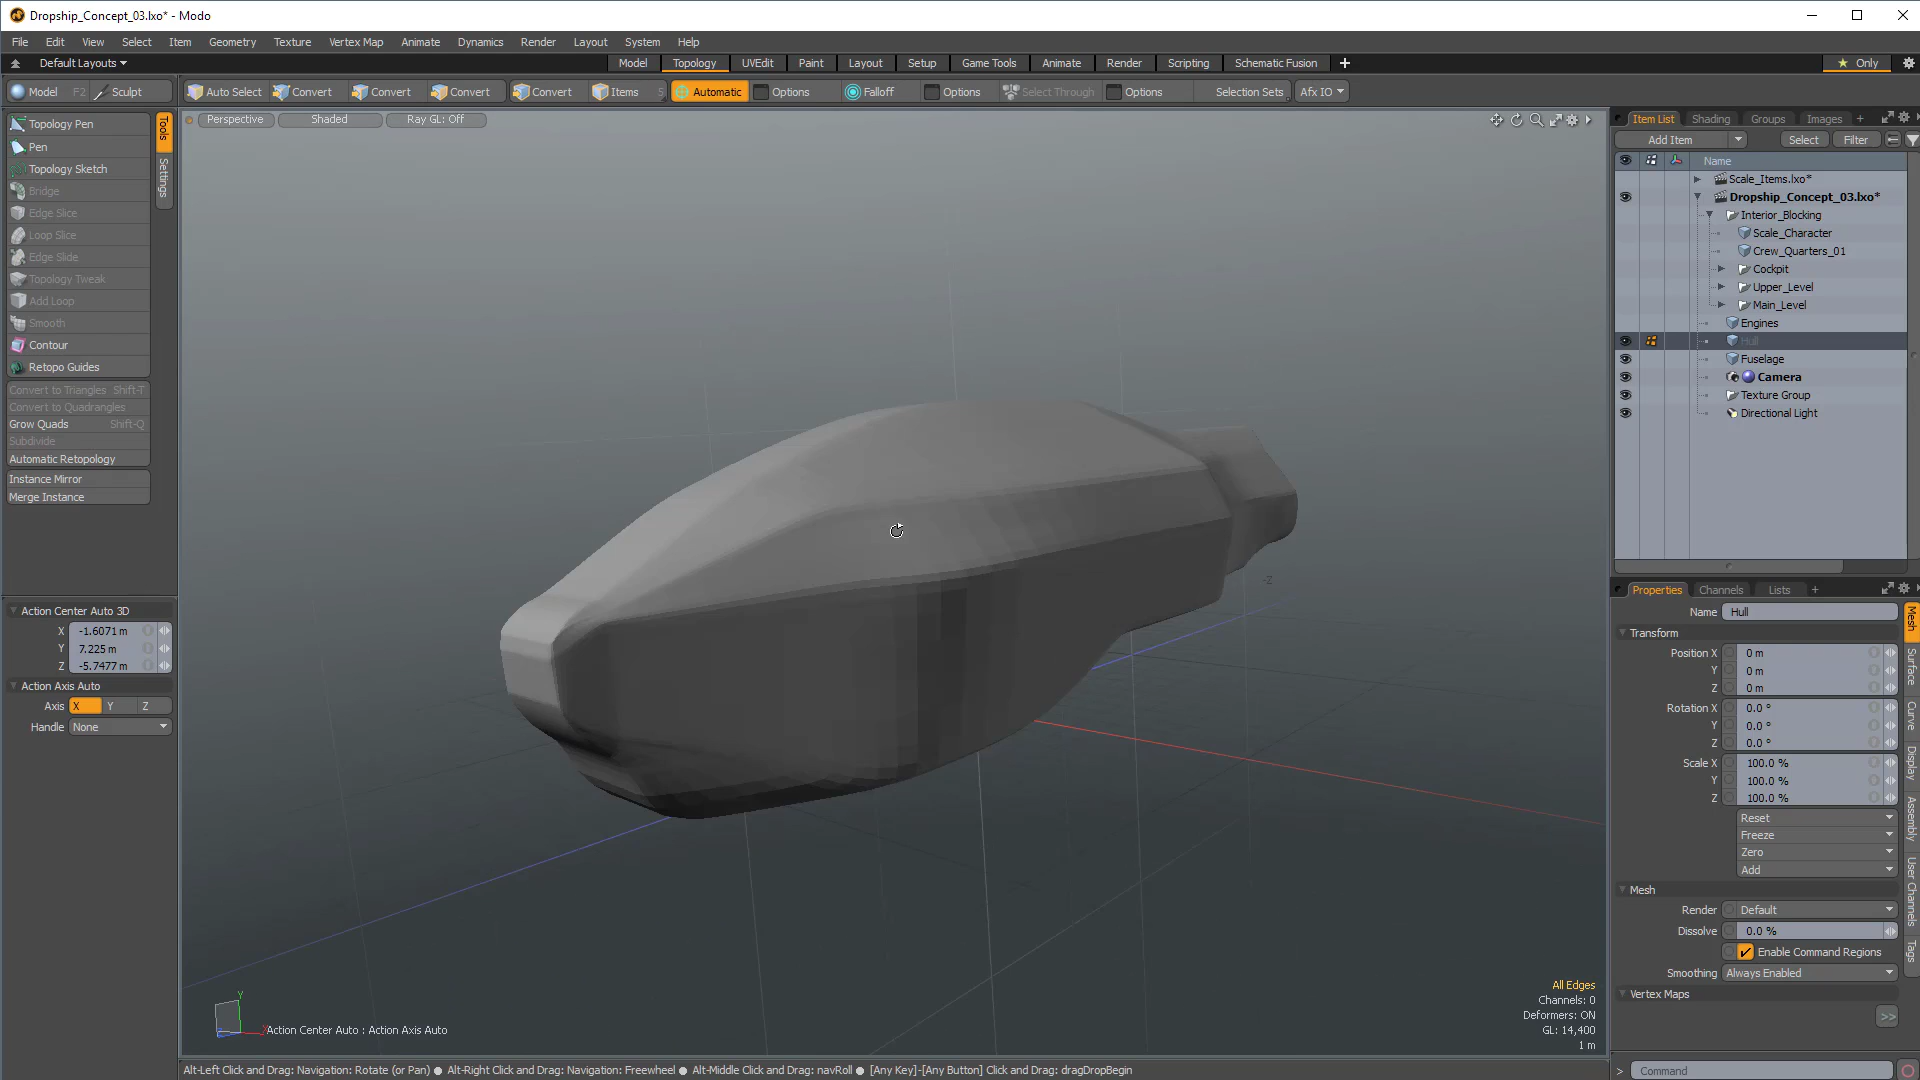 Dropship_Concept_03.lxo* - Modo
File Edit View Select Item Geometry Texture Vertex Map Animate Dynamics Render Layout System Help
Default Layouts Model Topology UVEdit Paint Layout Setup Game Tools Animate Render Scripting Schematic Fusion + Only
Model F2 Sculpt Auto Select Convert Convert Convert Convert Items 5 Automatic Options Falloff Options Select Through Options Selection Sets Afx IO
Perspective Shaded Ray GL: Off
Topology Pen
Pen
Topology Sketch
Bridge
Edge Slice
Loop Slice
Edge Slide
Topology Tweak
Add Loop
Smooth
Contour
Retopo Guides
Convert to Triangles Shift-T
Convert to Quadrangles
Grow Quads Shift-Q
Subdivide
Automatic Retopology
Instance Mirror
Merge Instance
Tools
Settings
Action Center Auto 3D
X -1.6071 m
Y 7.225 m
Z -5.7477 m
Action Axis Auto
Axis X Y Z
Handle None
-Z
Y
X
Action Center Auto : Action Axis Auto
All Edges
Channels: 0
Deformers: ON
GL: 14,400
1 m
Alt-Left Click and Drag: Navigation: Rotate (or Pan) ● Alt-Right Click and Drag: Navigation: Freewheel ● Alt-Middle Click and Drag: navRoll ● [Any Key]-[Any Button] Click and Drag: dragDropBegin
Item List Shading Groups Images +
Add Item Select Filter
Name
Scale_Items.lxo*
Dropship_Concept_03.lxo*
Interior_Blocking
Scale_Character
Crew_Quarters_01
Cockpit
Upper_Level
Main_Level
Engines
Hull
Fuselage
Camera
Texture Group
Directional Light
Properties Channels Lists +
Name Hull
Transform
Position X 0 m
Y 0 m
Z 0 m
Rotation X 0.0 °
Y 0.0 °
Z 0.0 °
Scale X 100.0 %
Y 100.0 %
Z 100.0 %
Reset
Freeze
Zero
Add
Mesh
Render Default
Dissolve 0.0 %
Enable Command Regions
Smoothing Always Enabled
Vertex Maps
>>
> Command
Mesh
Surface
Curve
Display
Assembly
User Channels
Tags